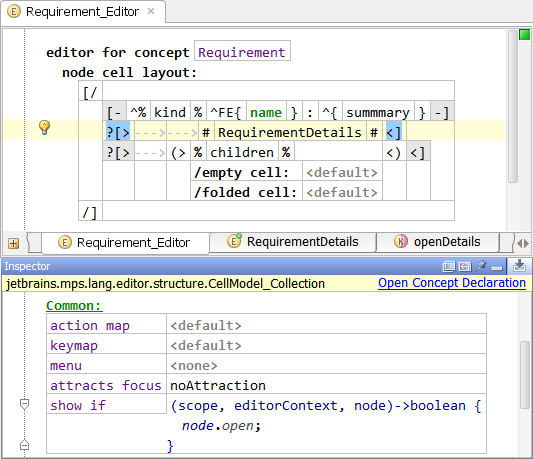 Requirement_Editor
editor for concept Requirement
node cell layout:
[/
[- ^% kind % ^FE{ name } : ^{ summmary } -]
?[> --->---> # RequirementDetails # <]
?[> ---> (> % children % <) <]
/empty cell: <default>
/folded cell: <default>
/]
Requirement_Editor RequirementDetails openDetails
Inspector
jetbrains.mps.lang.editor.structure.CellModel_Collection Open Concept Declaration
Common:
action map <default>
keymap <default>
menu <none>
attracts focus noAttraction
show if (scope, editorContext, node)->boolean {
node.open;
}